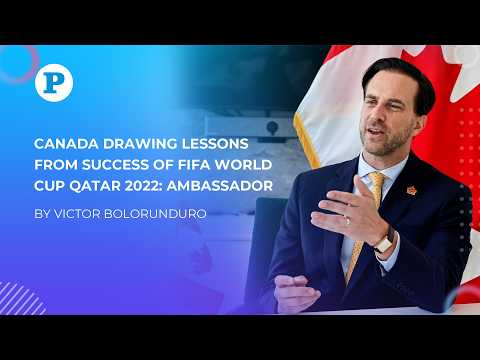 P
CANADA DRAWING LESSONS
FROM SUCCESS OF FIFA WORLD
CUP QATAR 2022: AMBASSADOR
BY VICTOR BOLORUNDURO